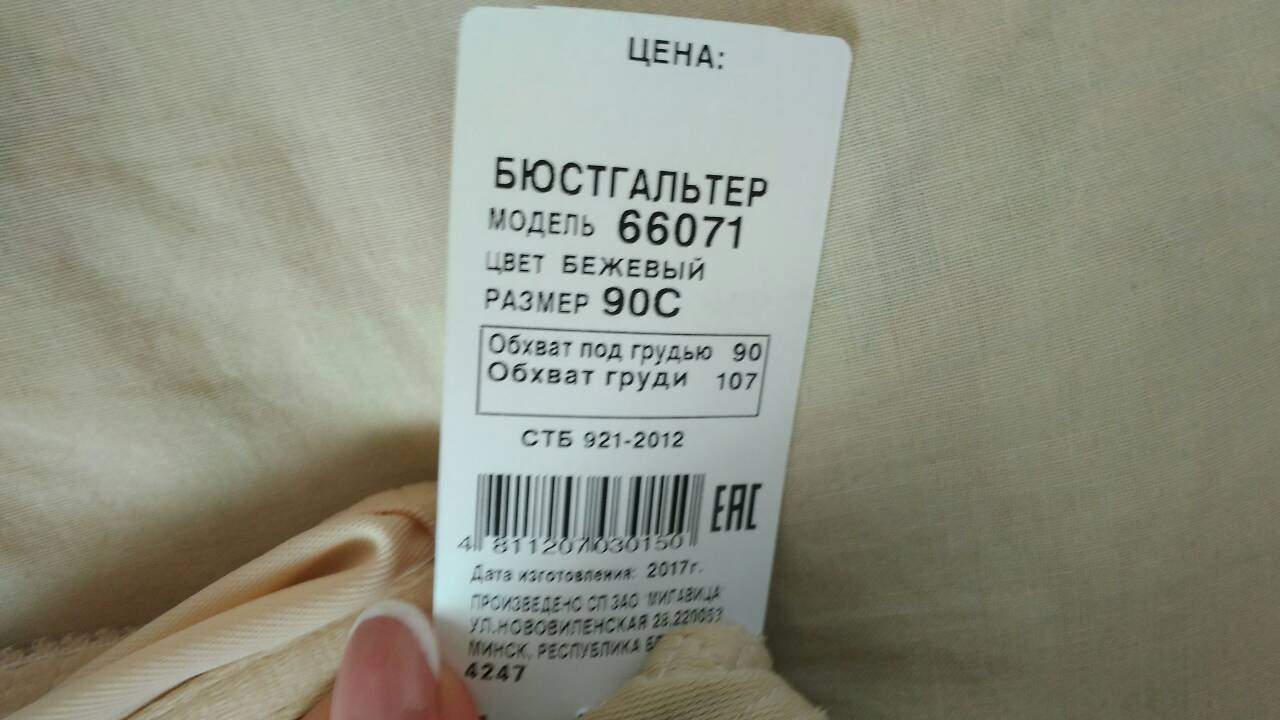 ЦЕНА:
БЮСТГАЛЬТЕР
МОДЕЛЬ 66071
ЦВЕТ БЕЖЕВЫЙ
РАЗМЕР 90С
Обхват под грудью 90
Обхват груди 107
СТБ 921-2012
EAC
4 811207 030150
Дата изготовления: 2017г.
ПРОИЗВЕДЕНО СП ЗАО "МИЛАВИЦА"
УЛ.НОВОВИЛЕНСКАЯ 28,220053
МИНСК, РЕСПУБЛИКА
4247